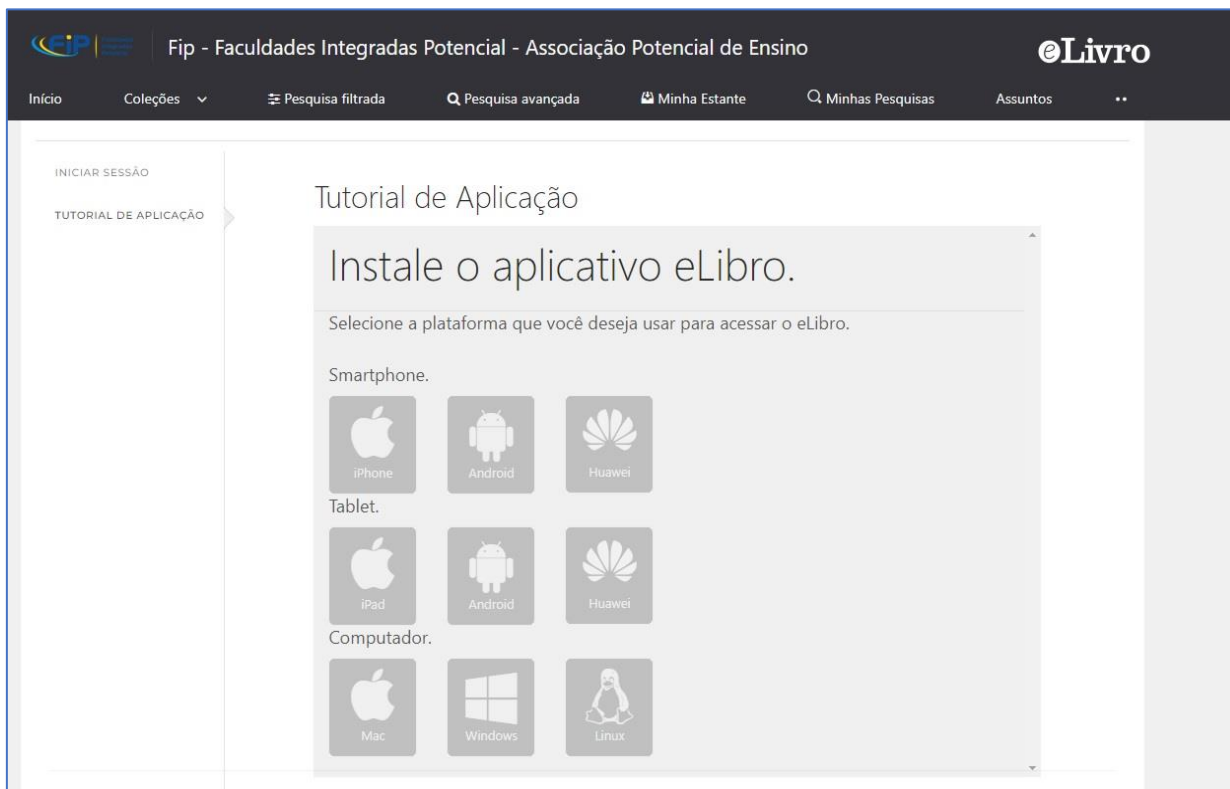 FiP
Fip - Faculdades Integradas Potencial - Associação Potencial de Ensino
eLivro
Início Coleções Pesquisa filtrada Pesquisa avançada Minha Estante Minhas Pesquisas Assuntos
INICIAR SESSÃO
TUTORIAL DE APLICAÇÃO
Tutorial de Aplicação
Instale o aplicativo eLibro.
Selecione a plataforma que você deseja usar para acessar o eLibro.
Smartphone.
iPhone Android Huawei
Tablet.
iPad Android Huawei
Computador.
Mac Windows Linux